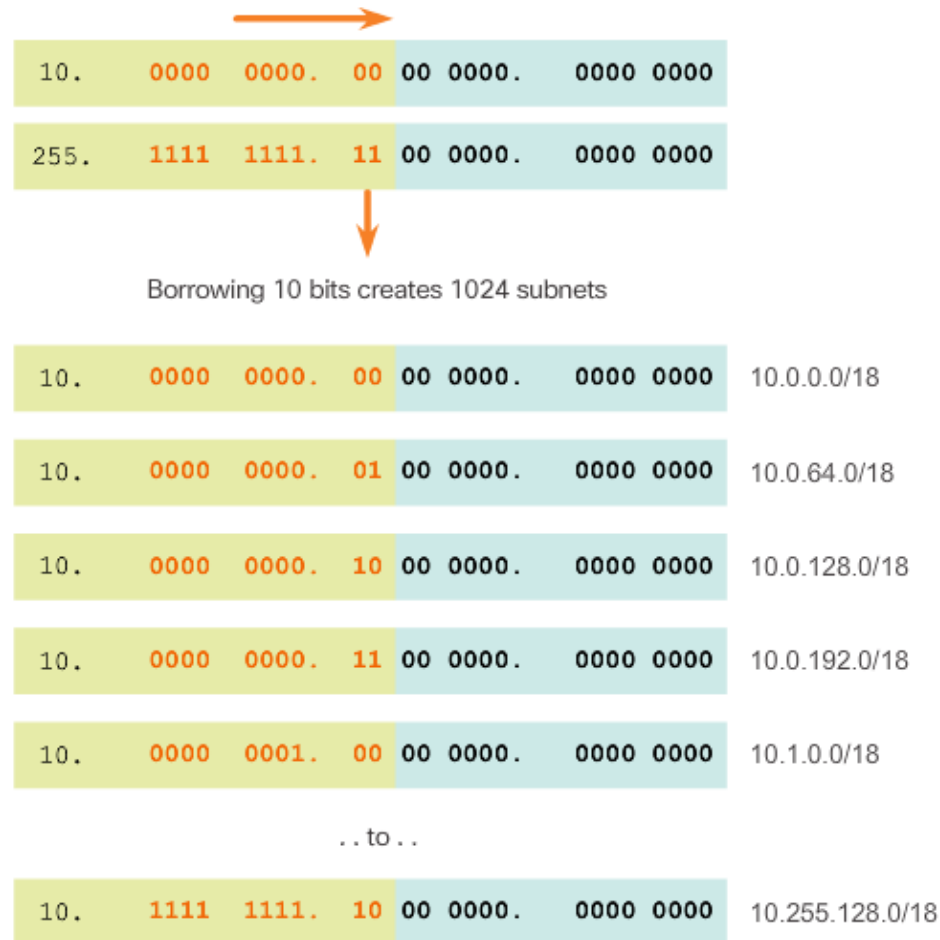 10. 0000 0000. 00 00 0000. 0000 0000
255. 1111 1111. 11 00 0000. 0000 0000
Borrowing 10 bits creates 1024 subnets
10. 0000 0000. 00 00 0000. 0000 0000 10.0.0.0/18
10. 0000 0000. 01 00 0000. 0000 0000 10.0.64.0/18
10. 0000 0000. 10 00 0000. 0000 0000 10.0.128.0/18
10. 0000 0000. 11 00 0000. 0000 0000 10.0.192.0/18
10. 0000 0001. 00 00 0000. 0000 0000 10.1.0.0/18
. . to . .
10. 1111 1111. 10 00 0000. 0000 0000 10.255.128.0/18